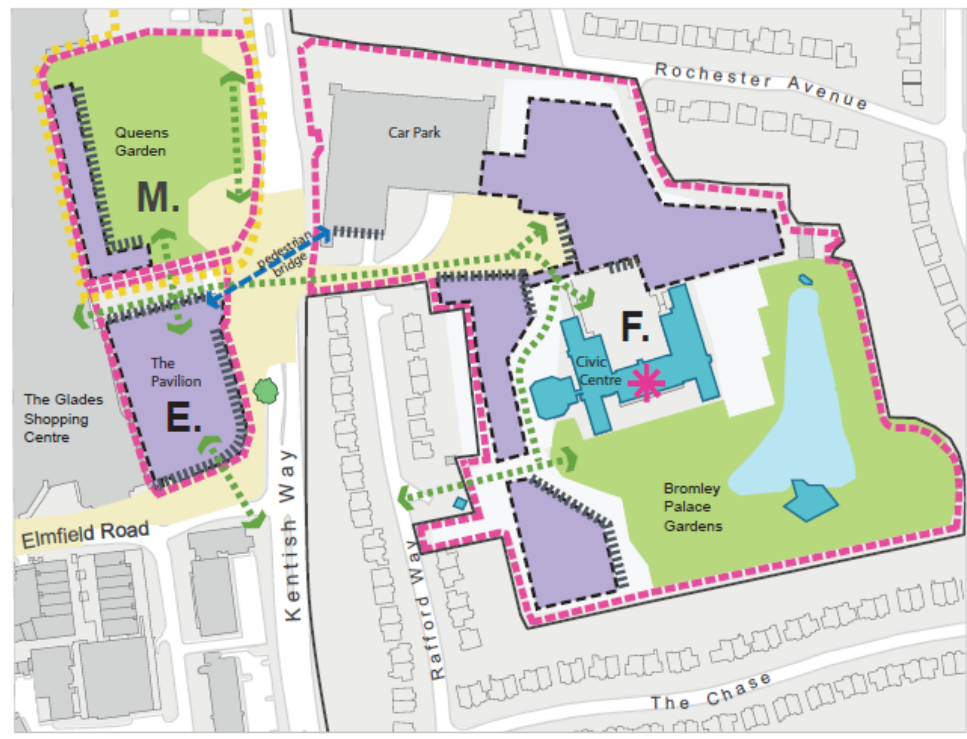 Rochester Avenue
Queens
Garden
Car Park
M.
pedestrian
bridge
F.
The
Pavilion
Civic
Centre
The Glades
Shopping
Centre
E.
Kentish Way
Bromley
Palace
Gardens
Elmfield Road
Rafford Way
The Chase